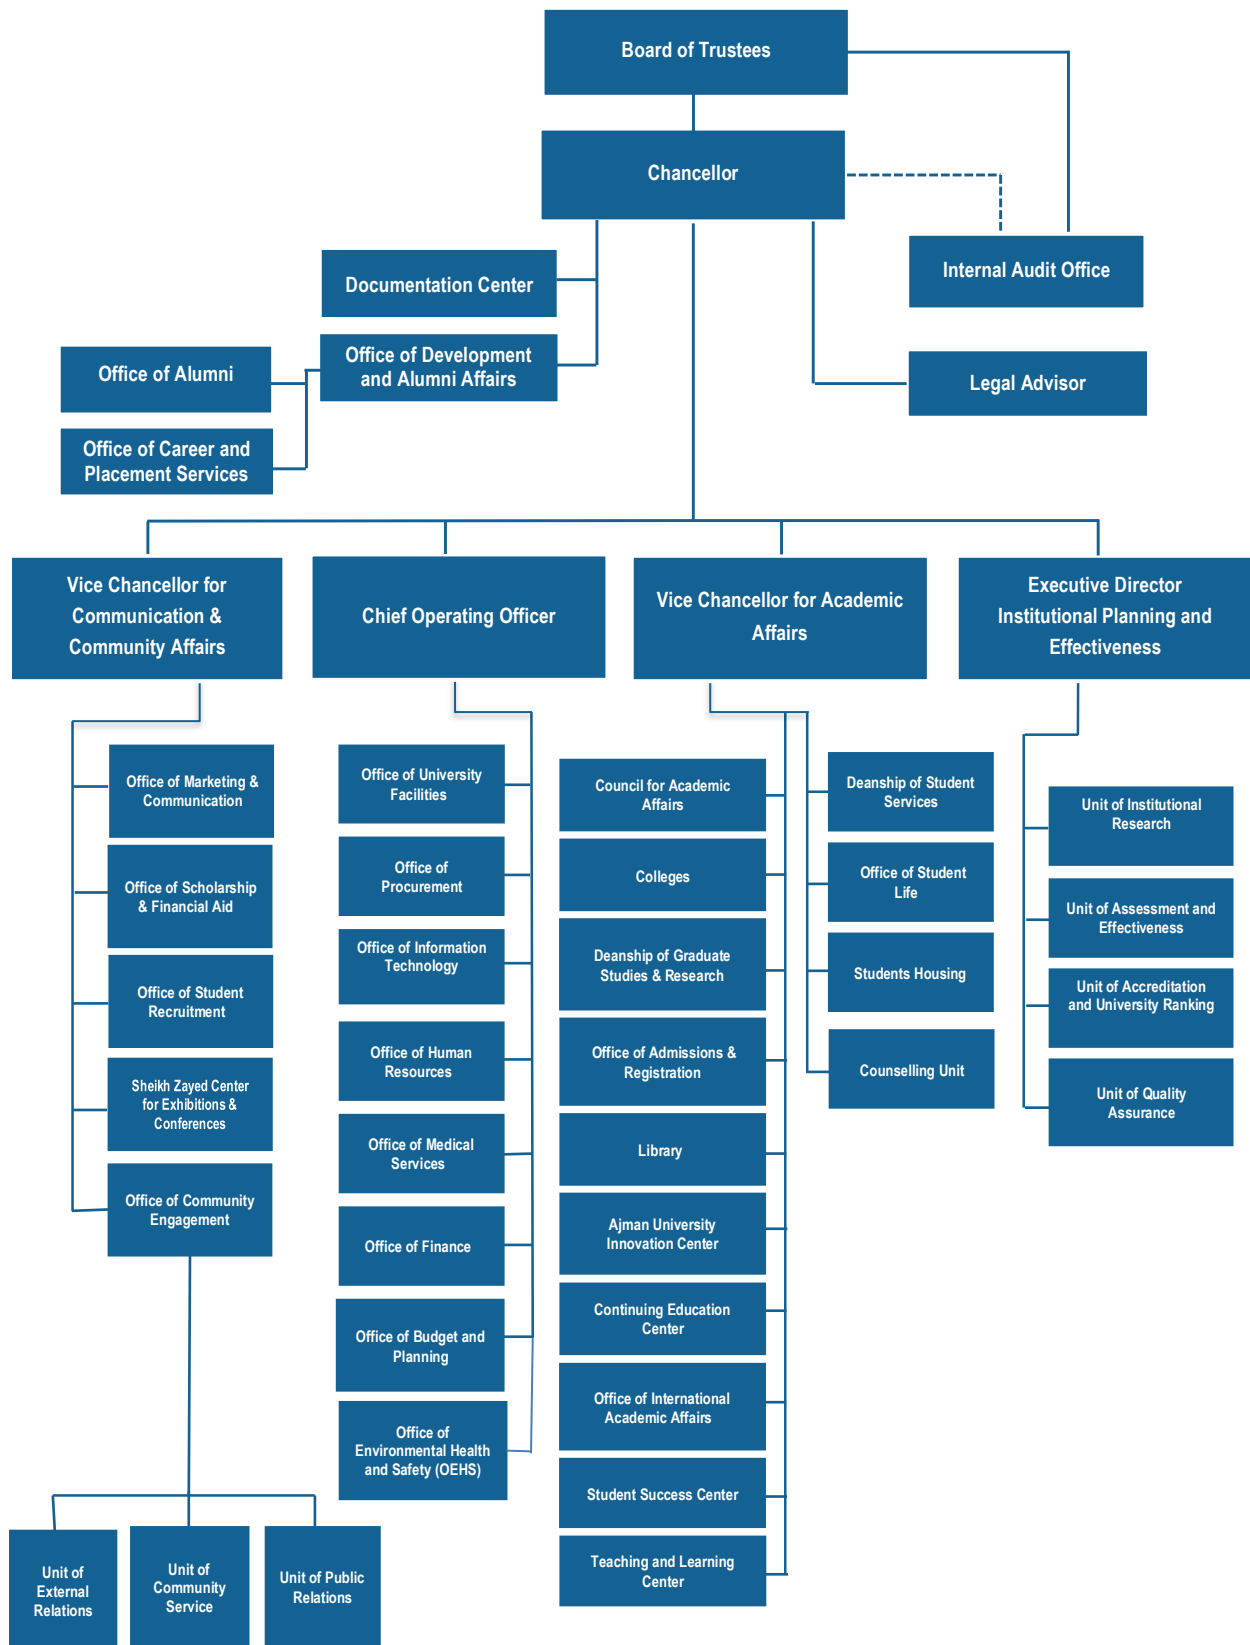 Board of Trustees
Chancellor
Internal Audit Office
Documentation Center
Office of Development
and Alumni Affairs
Legal Advisor
Office of Alumni
Office of Career and
Placement Services
Vice Chancellor for
Communication &
Community Affairs
Chief Operating Officer
Vice Chancellor for Academic
Affairs
Executive Director
Institutional Planning and
Effectiveness
Office of Marketing &
Communication
Office of Scholarship
& Financial Aid
Office of Student
Recruitment
Sheikh Zayed Center
for Exhibitions &
Conferences
Office of Community
Engagement
Unit of
External
Relations
Unit of
Community
Service
Unit of Public
Relations
Office of University
Facilities
Office of
Procurement
Office of Information
Technology
Office of Human
Resources
Office of Medical
Services
Office of Finance
Office of Budget and
Planning
Office of
Environmental Health
and Safety (OEHS)
Council for Academic
Affairs
Colleges
Deanship of Graduate
Studies & Research
Office of Admissions &
Registration
Library
Ajman University
Innovation Center
Continuing Education
Center
Office of International
Academic Affairs
Student Success Center
Teaching and Learning
Center
Deanship of Student
Services
Office of Student
Life
Students Housing
Counselling Unit
Unit of Institutional
Research
Unit of Assessment and
Effectiveness
Unit of Accreditation
and University Ranking
Unit of Quality
Assurance